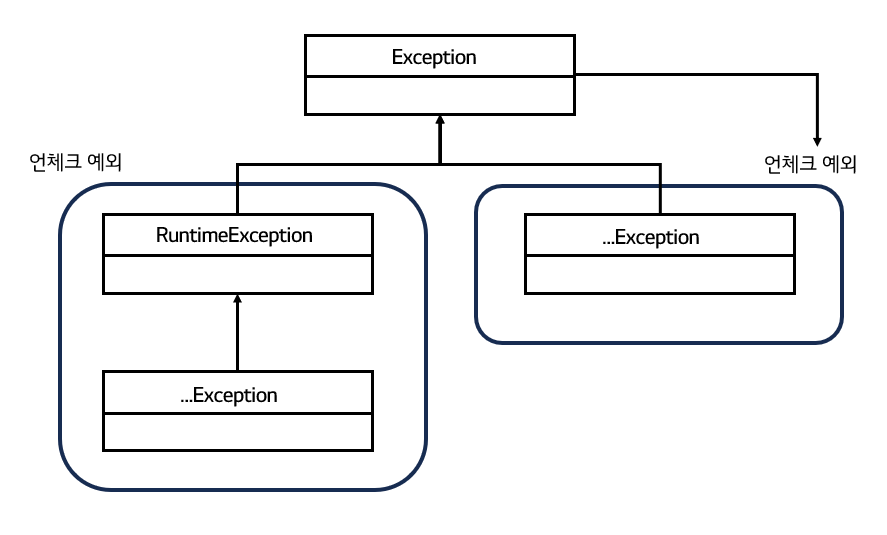 Exception
언체크 예외
언체크 예외
RuntimeException
...Exception
...Exception